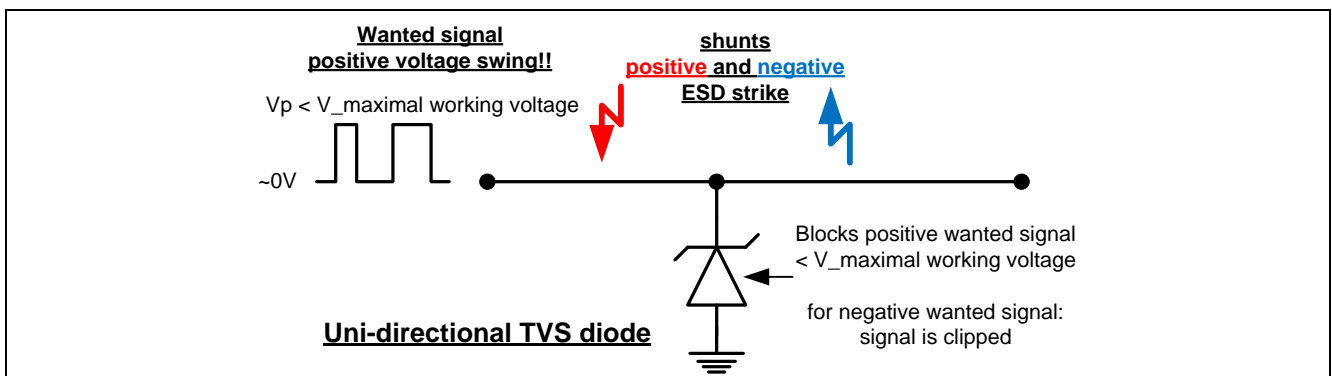 Wanted signal
positive voltage swing!!
Vp < V_maximal working voltage
~0V
shunts
positive and negative
ESD strike
Blocks positive wanted signal
< V_maximal working voltage
for negative wanted signal:
signal is clipped
Uni-directional TVS diode